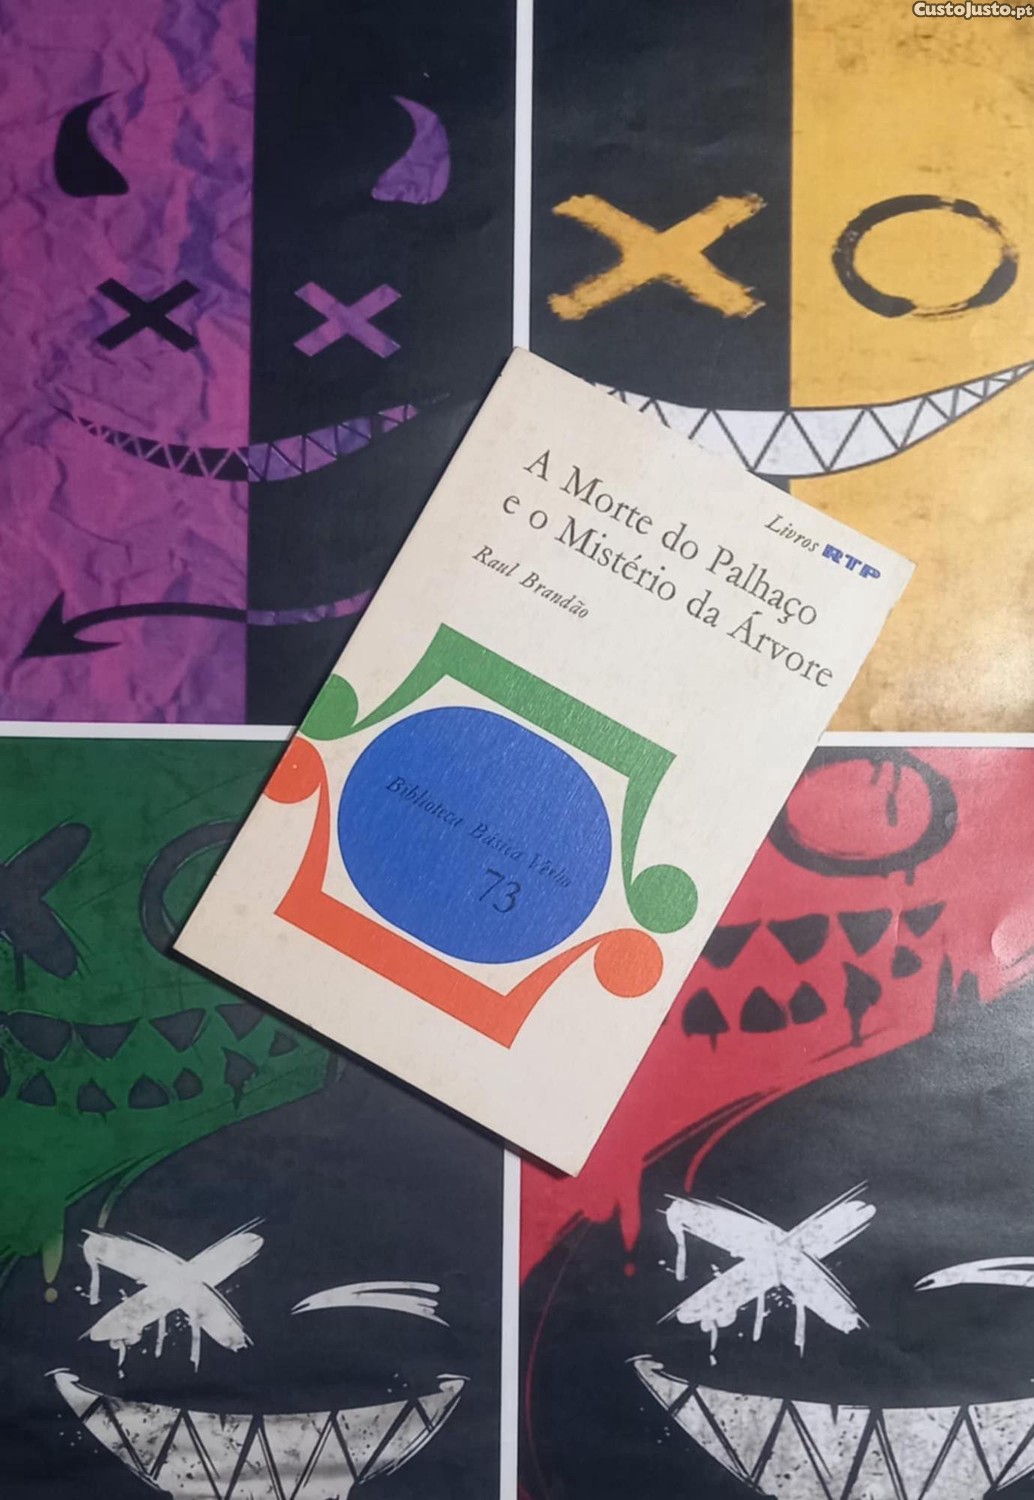 CustoJusto.pt
Livros RTP
A Morte do Palhaço
e o Mistério da Árvore
Raul Brandão
Biblioteca Básica Verbo
73